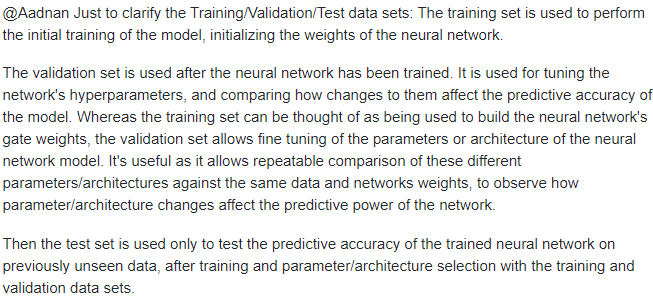 @Aadnan Just to clarify the Training/Validation/Test data sets: The training set is used to perform
the initial training of the model, initializing the weights of the neural network.
The validation set is used after the neural network has been trained. It is used for tuning the
network's hyperparameters, and comparing how changes to them affect the predictive accuracy of
the model. Whereas the training set can be thought of as being used to build the neural network's
gate weights, the validation set allows fine tuning of the parameters or architecture of the neural
network model. It's useful as it allows repeatable comparison of these different
parameters/architectures against the same data and networks weights, to observe how
parameter/architecture changes affect the predictive power of the network.
Then the test set is used only to test the predictive accuracy of the trained neural network on
previously unseen data, after training and parameter/architecture selection with the training and
validation data sets.